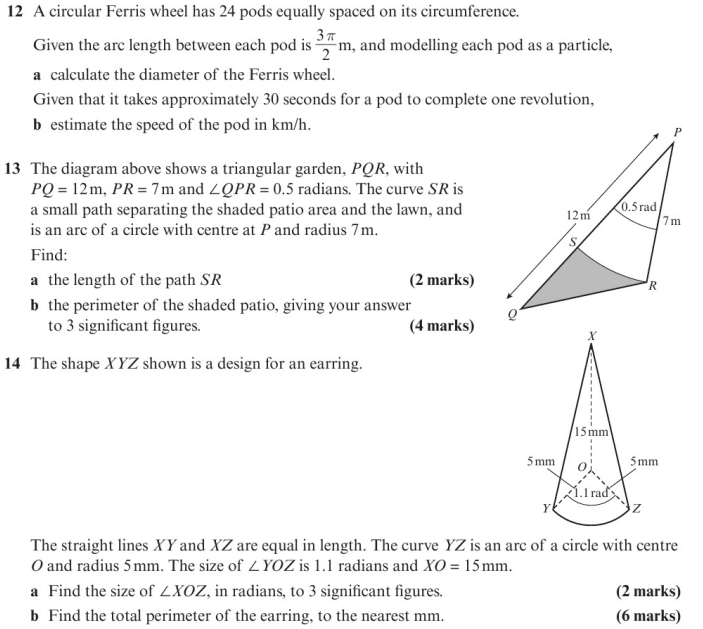 12 A circular Ferris wheel has 24 pods equally spaced on its circumference.
Given the arc length between each pod is 3π/2 m, and modelling each pod as a particle,
a calculate the diameter of the Ferris wheel.
Given that it takes approximately 30 seconds for a pod to complete one revolution,
b estimate the speed of the pod in km/h.
13 The diagram above shows a triangular garden, PQR, with
PQ = 12 m, PR = 7 m and ∠QPR = 0.5 radians. The curve SR is
a small path separating the shaded patio area and the lawn, and
is an arc of a circle with centre at P and radius 7 m.
Find:
a the length of the path SR (2 marks)
b the perimeter of the shaded patio, giving your answer
to 3 significant figures. (4 marks)
P
0.5 rad
12 m
7 m
S
R
Q
14 The shape XYZ shown is a design for an earring.
X
15 mm
5 mm
O
5 mm
1.1 rad
Y
Z
The straight lines XY and XZ are equal in length. The curve YZ is an arc of a circle with centre
O and radius 5 mm. The size of ∠YOZ is 1.1 radians and XO = 15 mm.
a Find the size of ∠XOZ, in radians, to 3 significant figures. (2 marks)
b Find the total perimeter of the earring, to the nearest mm. (6 marks)